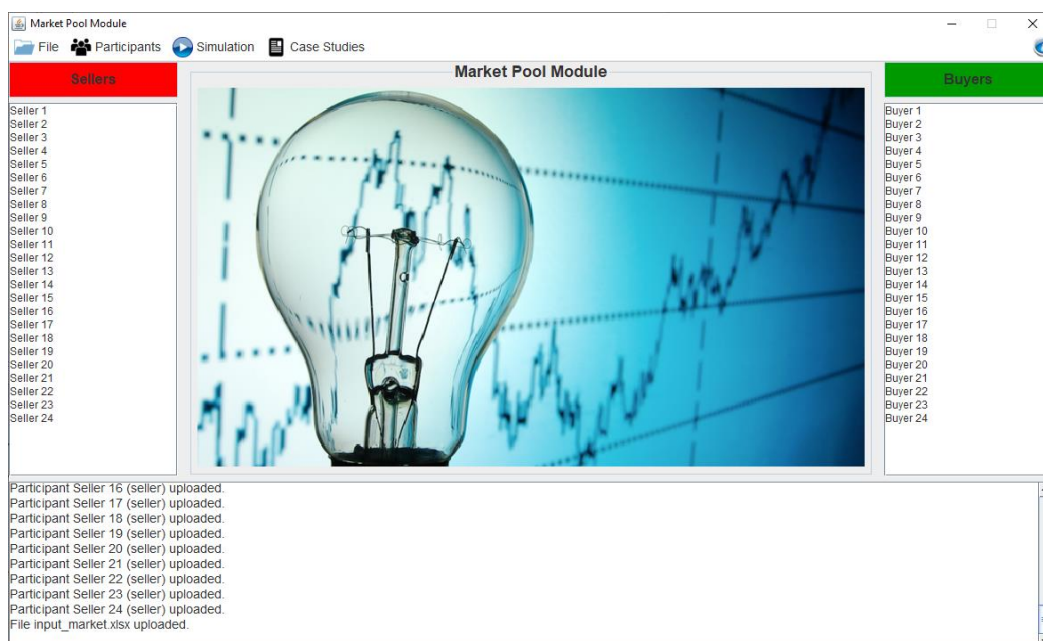 Market Pool Module
File Participants Simulation Case Studies
Sellers
Market Pool Module
Buyers
Seller 1
Seller 2
Seller 3
Seller 4
Seller 5
Seller 6
Seller 7
Seller 8
Seller 9
Seller 10
Seller 11
Seller 12
Seller 13
Seller 14
Seller 15
Seller 16
Seller 17
Seller 18
Seller 19
Seller 20
Seller 21
Seller 22
Seller 23
Seller 24
Buyer 1
Buyer 2
Buyer 3
Buyer 4
Buyer 5
Buyer 6
Buyer 7
Buyer 8
Buyer 9
Buyer 10
Buyer 11
Buyer 12
Buyer 13
Buyer 14
Buyer 15
Buyer 16
Buyer 17
Buyer 18
Buyer 19
Buyer 20
Buyer 21
Buyer 22
Buyer 23
Buyer 24
Participant Seller 16 (seller) uploaded.
Participant Seller 17 (seller) uploaded.
Participant Seller 18 (seller) uploaded.
Participant Seller 19 (seller) uploaded.
Participant Seller 20 (seller) uploaded.
Participant Seller 21 (seller) uploaded.
Participant Seller 22 (seller) uploaded.
Participant Seller 23 (seller) uploaded.
Participant Seller 24 (seller) uploaded.
File input_market.xlsx uploaded.